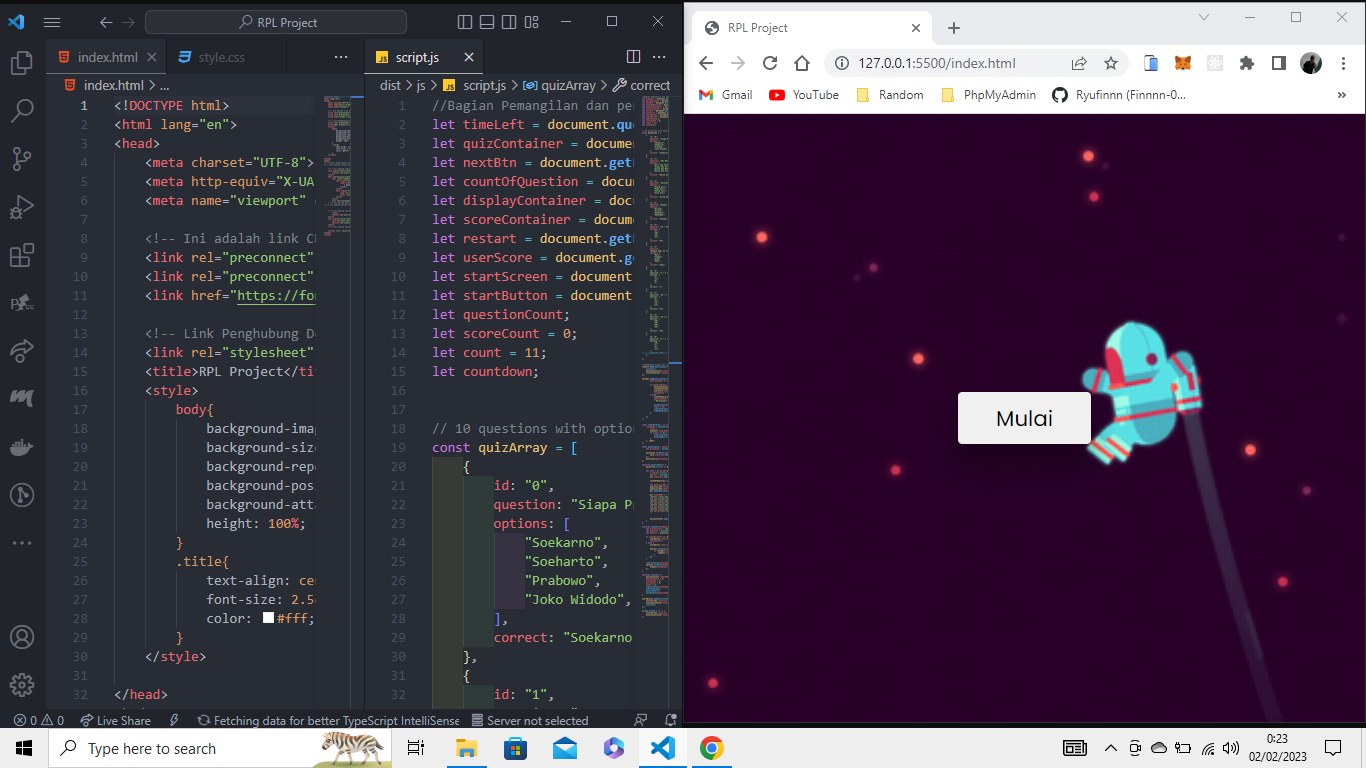 RPL Project
index.html
style.css
script.js
index.html > ...
dist > js > script.js > quizArray > correct
1 <!DOCTYPE html>
2 <html lang="en">
3 <head>
4 <meta charset="UTF-8">
5 <meta http-equiv="X-UA
6 <meta name="viewport"
7
8 <!-- Ini adalah link
9 <link rel="preconnect"
10 <link rel="preconnect"
11 <link href="https://fo
12
13 <!-- Link Penghubung
14 <link rel="stylesheet"
15 <title>RPL Project</tit
16 <style>
17 body{
18 background-ima
19 background-siz
20 background-rep
21 background-pos
22 background-att
23 height: 100%;
24 }
25 .title{
26 text-align: cen
27 font-size: 2.5
28 color: #fff;
29 }
30 </style>
31
32 </head>
1 //Bagian Pemangilan dan pe
2 let timeLeft = document.que
3 let quizContainer = docume
4 let nextBtn = document.get
5 let countOfQuestion = docu
6 let displayContainer = doc
7 let scoreContainer = docum
8 let restart = document.get
9 let userScore = document.g
10 let startScreen = document
11 let startButton = document
12 let questionCount;
13 let scoreCount = 0;
14 let count = 11;
15 let countdown;
16
17
18 // 10 questions with option
19 const quizArray = [
20 {
21 id: "0",
22 question: "Siapa P
23 options: [
24 "Soekarno",
25 "Soeharto",
26 "Prabowo",
27 "Joko Widodo",
28 ],
29 correct: "Soekarno
30 },
31 {
32 id: "1",
0 0 Live Share Fetching data for better TypeScript IntelliSense Server not selected
RPL Project
127.0.0.1:5500/index.html
Gmail YouTube Random PhpMyAdmin Ryufinnn (Finnnn-0...
Mulai
Type here to search
0:23
02/02/2023